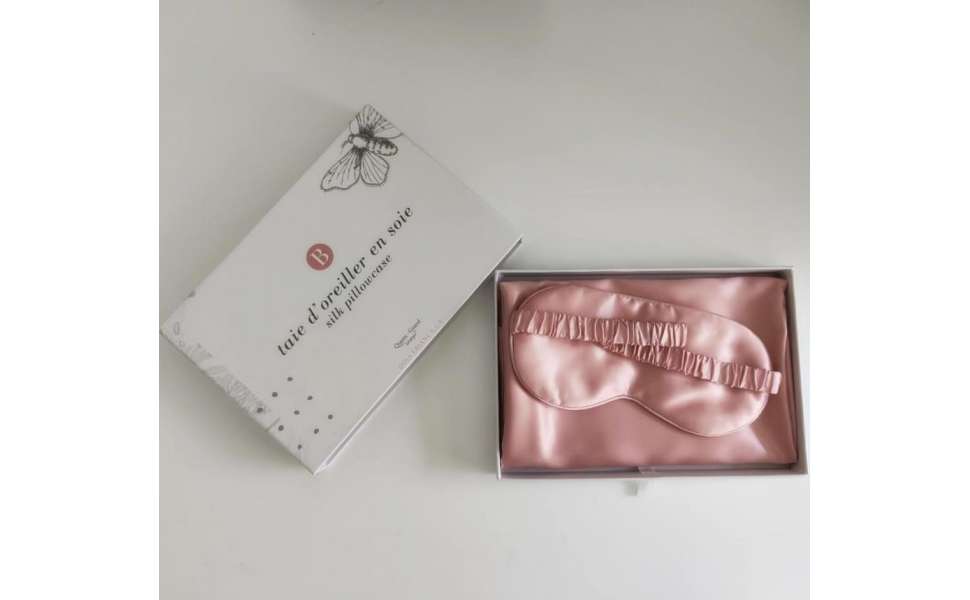 B
taie d'oreiller en soie
silk pillowcase